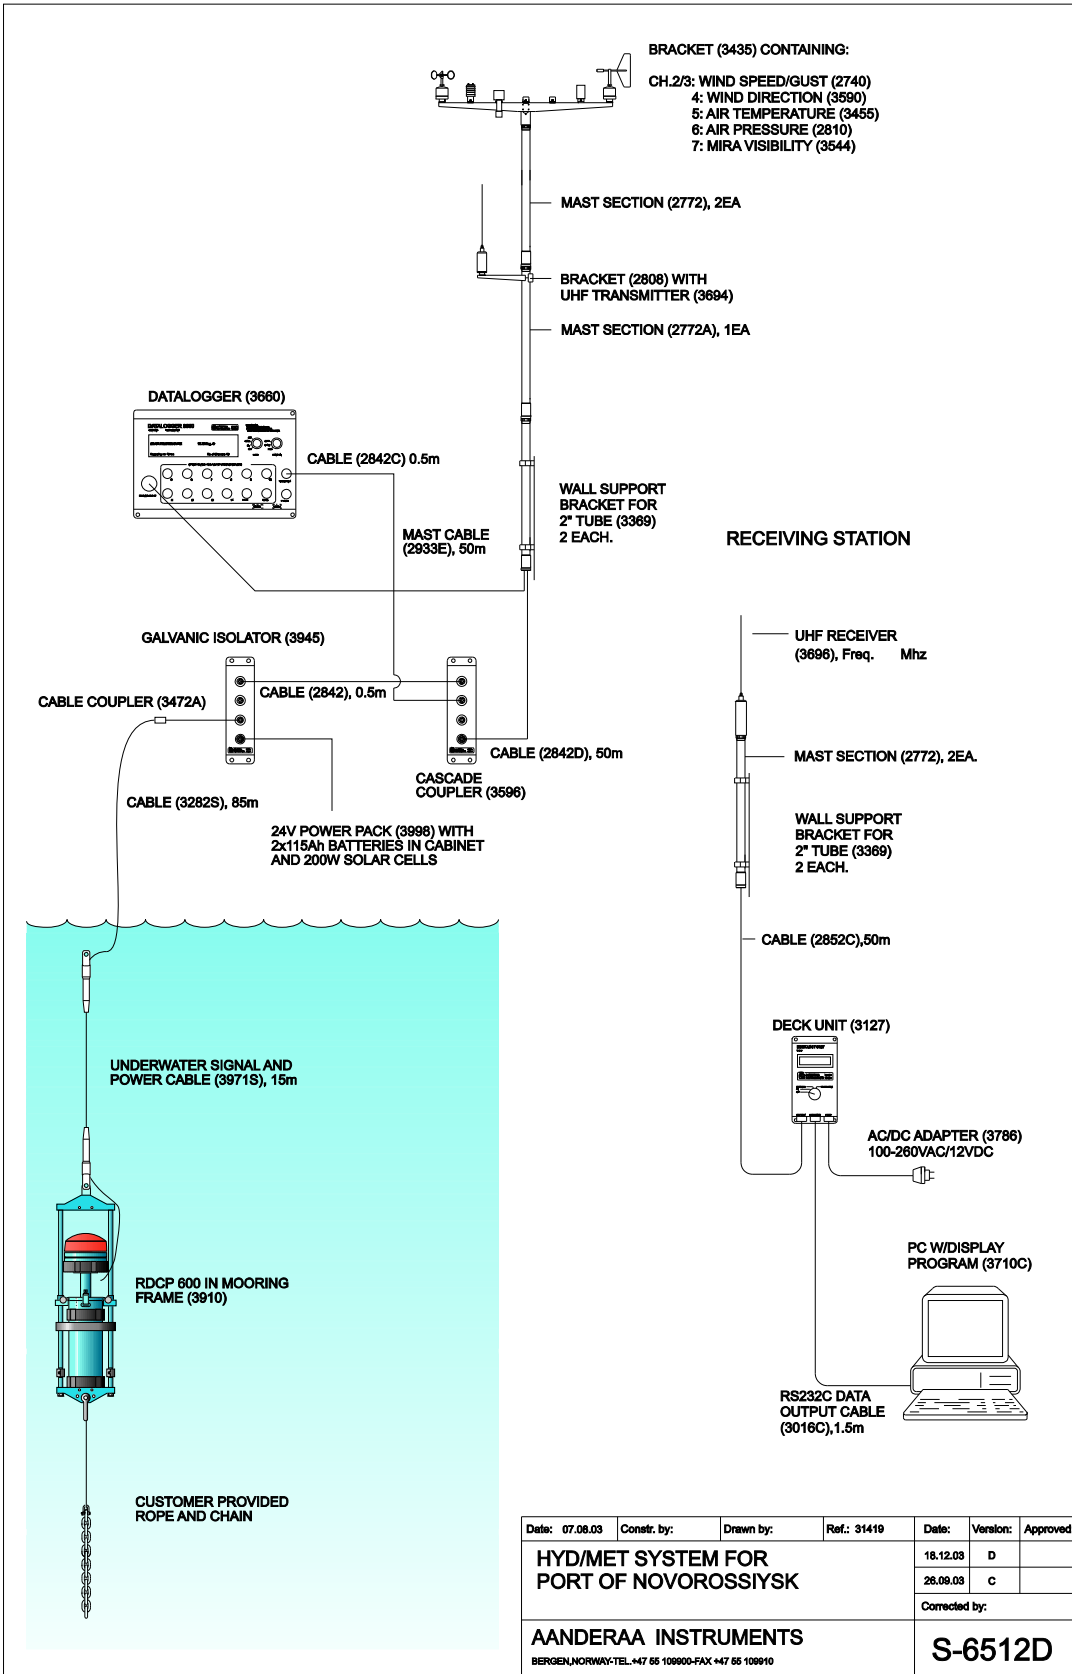 BRACKET (3435) CONTAINING:
CH.2/3: WIND SPEED/GUST (2740)
4: WIND DIRECTION (3590)
5: AIR TEMPERATURE (3455)
6: AIR PRESSURE (2810)
7: MIRA VISIBILITY (3544)
MAST SECTION (2772), 2EA
BRACKET (2808) WITH
UHF TRANSMITTER (3694)
MAST SECTION (2772A), 1EA
DATALOGGER (3660)
CABLE (2842C) 0.5m
WALL SUPPORT
BRACKET FOR
2" TUBE (3369)
2 EACH.
MAST CABLE
(2933E), 50m
RECEIVING STATION
GALVANIC ISOLATOR (3945)
UHF RECEIVER
(3696), Freq. Mhz
CABLE (2842), 0.5m
CABLE COUPLER (3472A)
CABLE (2842D), 50m
MAST SECTION (2772), 2EA.
CASCADE
COUPLER (3596)
CABLE (3282S), 85m
24V POWER PACK (3998) WITH
2x115Ah BATTERIES IN CABINET
AND 200W SOLAR CELLS
WALL SUPPORT
BRACKET FOR
2" TUBE (3369)
2 EACH.
CABLE (2852C),50m
DECK UNIT (3127)
UNDERWATER SIGNAL AND
POWER CABLE (3971S), 15m
AC/DC ADAPTER (3786)
100-260VAC/12VDC
PC W/DISPLAY
PROGRAM (3710C)
RDCP 600 IN MOORING
FRAME (3910)
RS232C DATA
OUTPUT CABLE
(3016C),1.5m
CUSTOMER PROVIDED
ROPE AND CHAIN
Date: 07.08.03 Constr. by: Drawn by: Ref.: 31419 Date: Version: Approved
HYD/MET SYSTEM FOR
PORT OF NOVOROSSIYSK
18.12.03 D
26.09.03 C
Corrected by:
AANDERAA INSTRUMENTS
BERGEN,NORWAY-TEL.+47 55 109900-FAX +47 55 109910
S-6512D